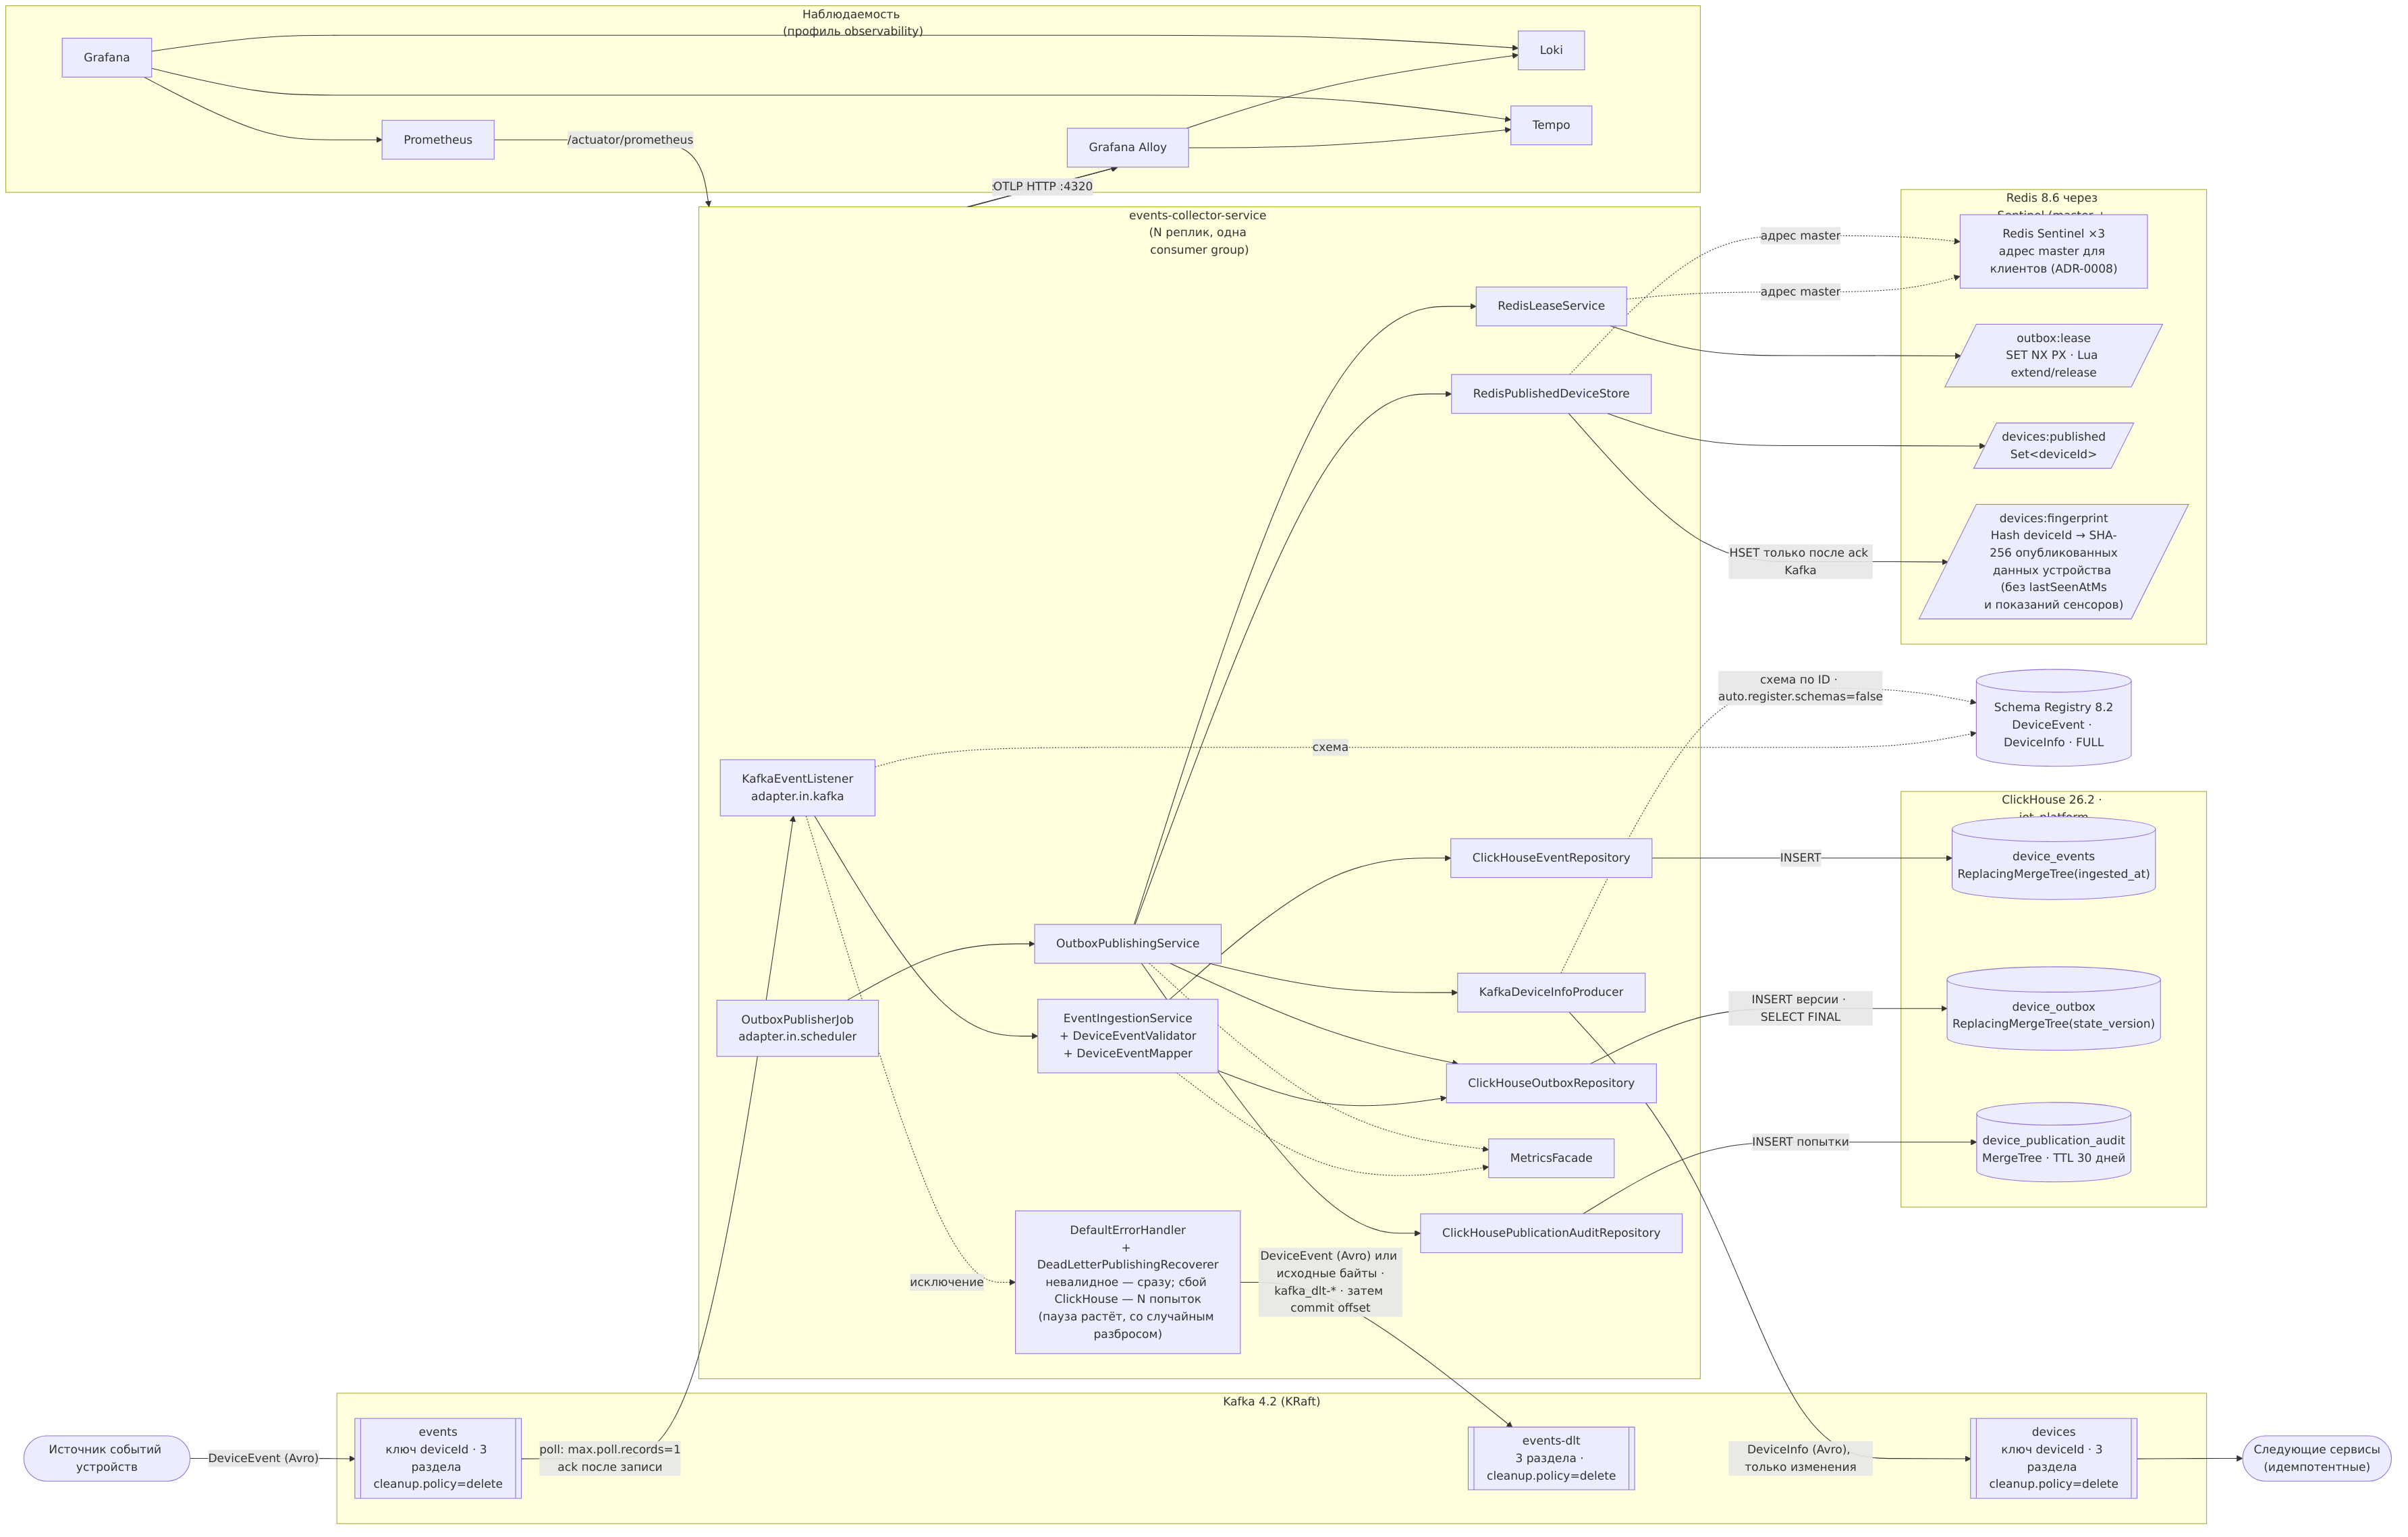 Наблюдаемость
(профиль observability)
Grafana
Loki
Prometheus
/actuator/prometheus
Grafana Alloy
Tempo
OTLP HTTP :4320
events-collector-service
(N реплик, одна
consumer group)
RedisLeaseService
RedisPublishedDeviceStore
адрес master
адрес master
Redis 8.6 через
Sentinel (master +
Redis Sentinel ×3
адрес master для
клиентов (ADR-0008)
outbox:lease
SET NX PX · Lua
extend/release
devices:published
Set<deviceId>
HSET только после ack
Kafka
devices:fingerprint
Hash deviceId → SHA-
256 опубликованных
данных устройства
(без lastSeenAtMs
и показаний сенсоров)
схема по ID ·
auto.register.schemas=false
схема
Schema Registry 8.2
DeviceEvent ·
DeviceInfo · FULL
KafkaEventListener
adapter.in.kafka
OutboxPublisherJob
adapter.in.scheduler
OutboxPublishingService
EventIngestionService
+ DeviceEventValidator
+ DeviceEventMapper
ClickHouseEventRepository
KafkaDeviceInfoProducer
ClickHouseOutboxRepository
MetricsFacade
ClickHousePublicationAuditRepository
INSERT
INSERT версии ·
SELECT FINAL
INSERT попытки
ClickHouse 26.2 ·
iot_platform
device_events
ReplacingMergeTree(ingested_at)
device_outbox
ReplacingMergeTree(state_version)
device_publication_audit
MergeTree · TTL 30 дней
исключение
DefaultErrorHandler
+
DeadLetterPublishingRecoverer
невалидное — сразу; сбой
ClickHouse — N попыток
(пауза растёт, со случайным
разбросом)
DeviceEvent (Avro) или
исходные байты ·
kafka_dlt-* · затем
commit offset
Kafka 4.2 (KRaft)
Источник событий
устройств
DeviceEvent (Avro)
events
ключ deviceId · 3
раздела
cleanup.policy=delete
poll: max.poll.records=1
ack после записи
events-dlt
3 раздела ·
cleanup.policy=delete
DeviceInfo (Avro),
только изменения
devices
ключ deviceId · 3
раздела
cleanup.policy=delete
Следующие сервисы
(идемпотентные)